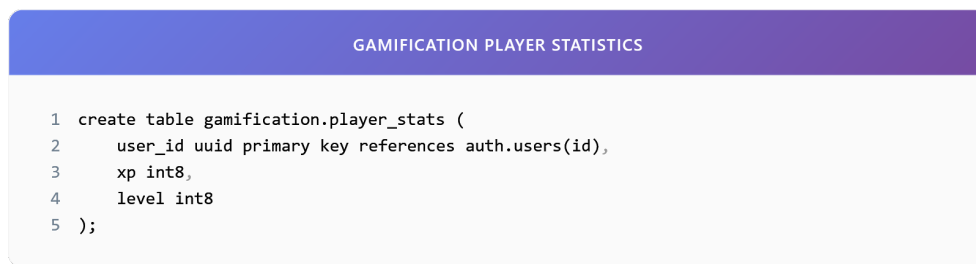 GAMIFICATION PLAYER STATISTICS
1 create table gamification.player_stats (
2 user_id uuid primary key references auth.users(id),
3 xp int8,
4 level int8
5 );